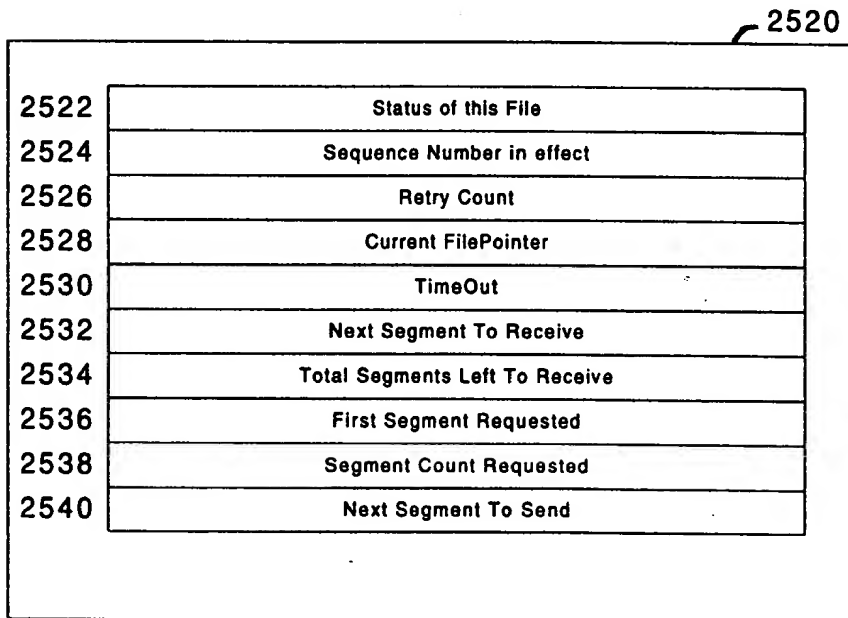 2520
2522 Status of this File
2524 Sequence Number in effect
2526 Retry Count
2528 Current FilePointer
2530 TimeOut
2532 Next Segment To Receive
2534 Total Segments Left To Receive
2536 First Segment Requested
2538 Segment Count Requested
2540 Next Segment To Send